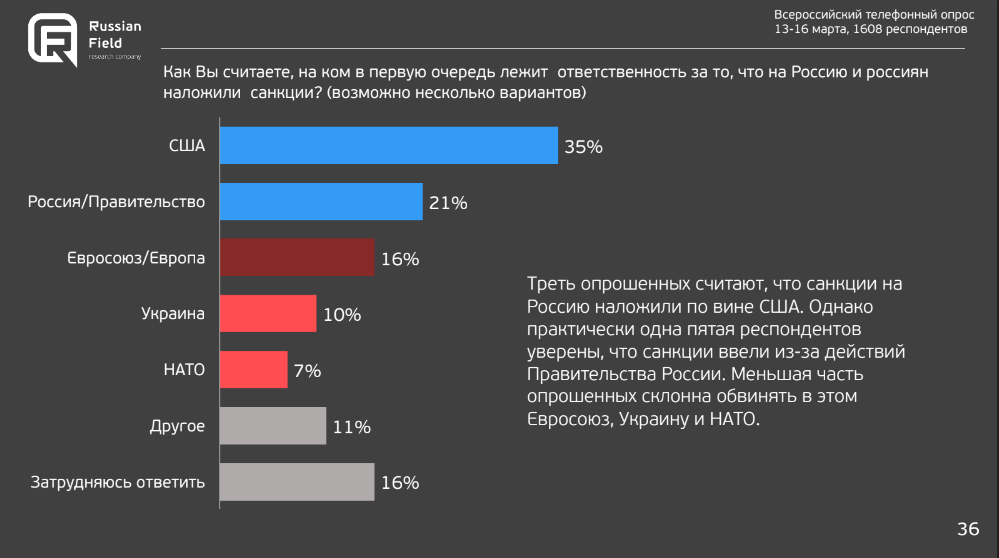 Russian
Field
research company
Всероссийский телефонный опрос
13-16 марта, 1608 респондентов
Как Вы считаете, на ком в первую очередь лежит ответственность за то, что на Россию и россиян
наложили санкции? (возможно несколько вариантов)
США
35%
Россия/Правительство
21%
Евросоюз/Европа
16%
Украина
10%
НАТО
7%
Другое
11%
Затрудняюсь ответить
16%
Треть опрошенных считают, что санкции на
Россию наложили по вине США. Однако
практически одна пятая респондентов
уверены, что санкции ввели из-за действий
Правительства России. Меньшая часть
опрошенных склонна обвинять в этом
Евросоюз, Украину и НАТО.
36